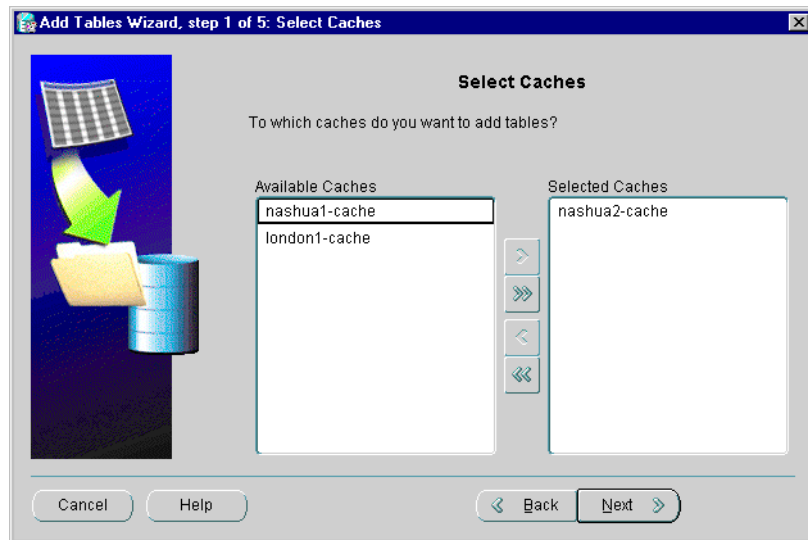 Add Tables Wizard, step 1 of 5: Select Caches
Select Caches
To which caches do you want to add tables?
Available Caches
nashua1-cache
london1-cache
Selected Caches
nashua2-cache
Cancel
Help
Back
Next